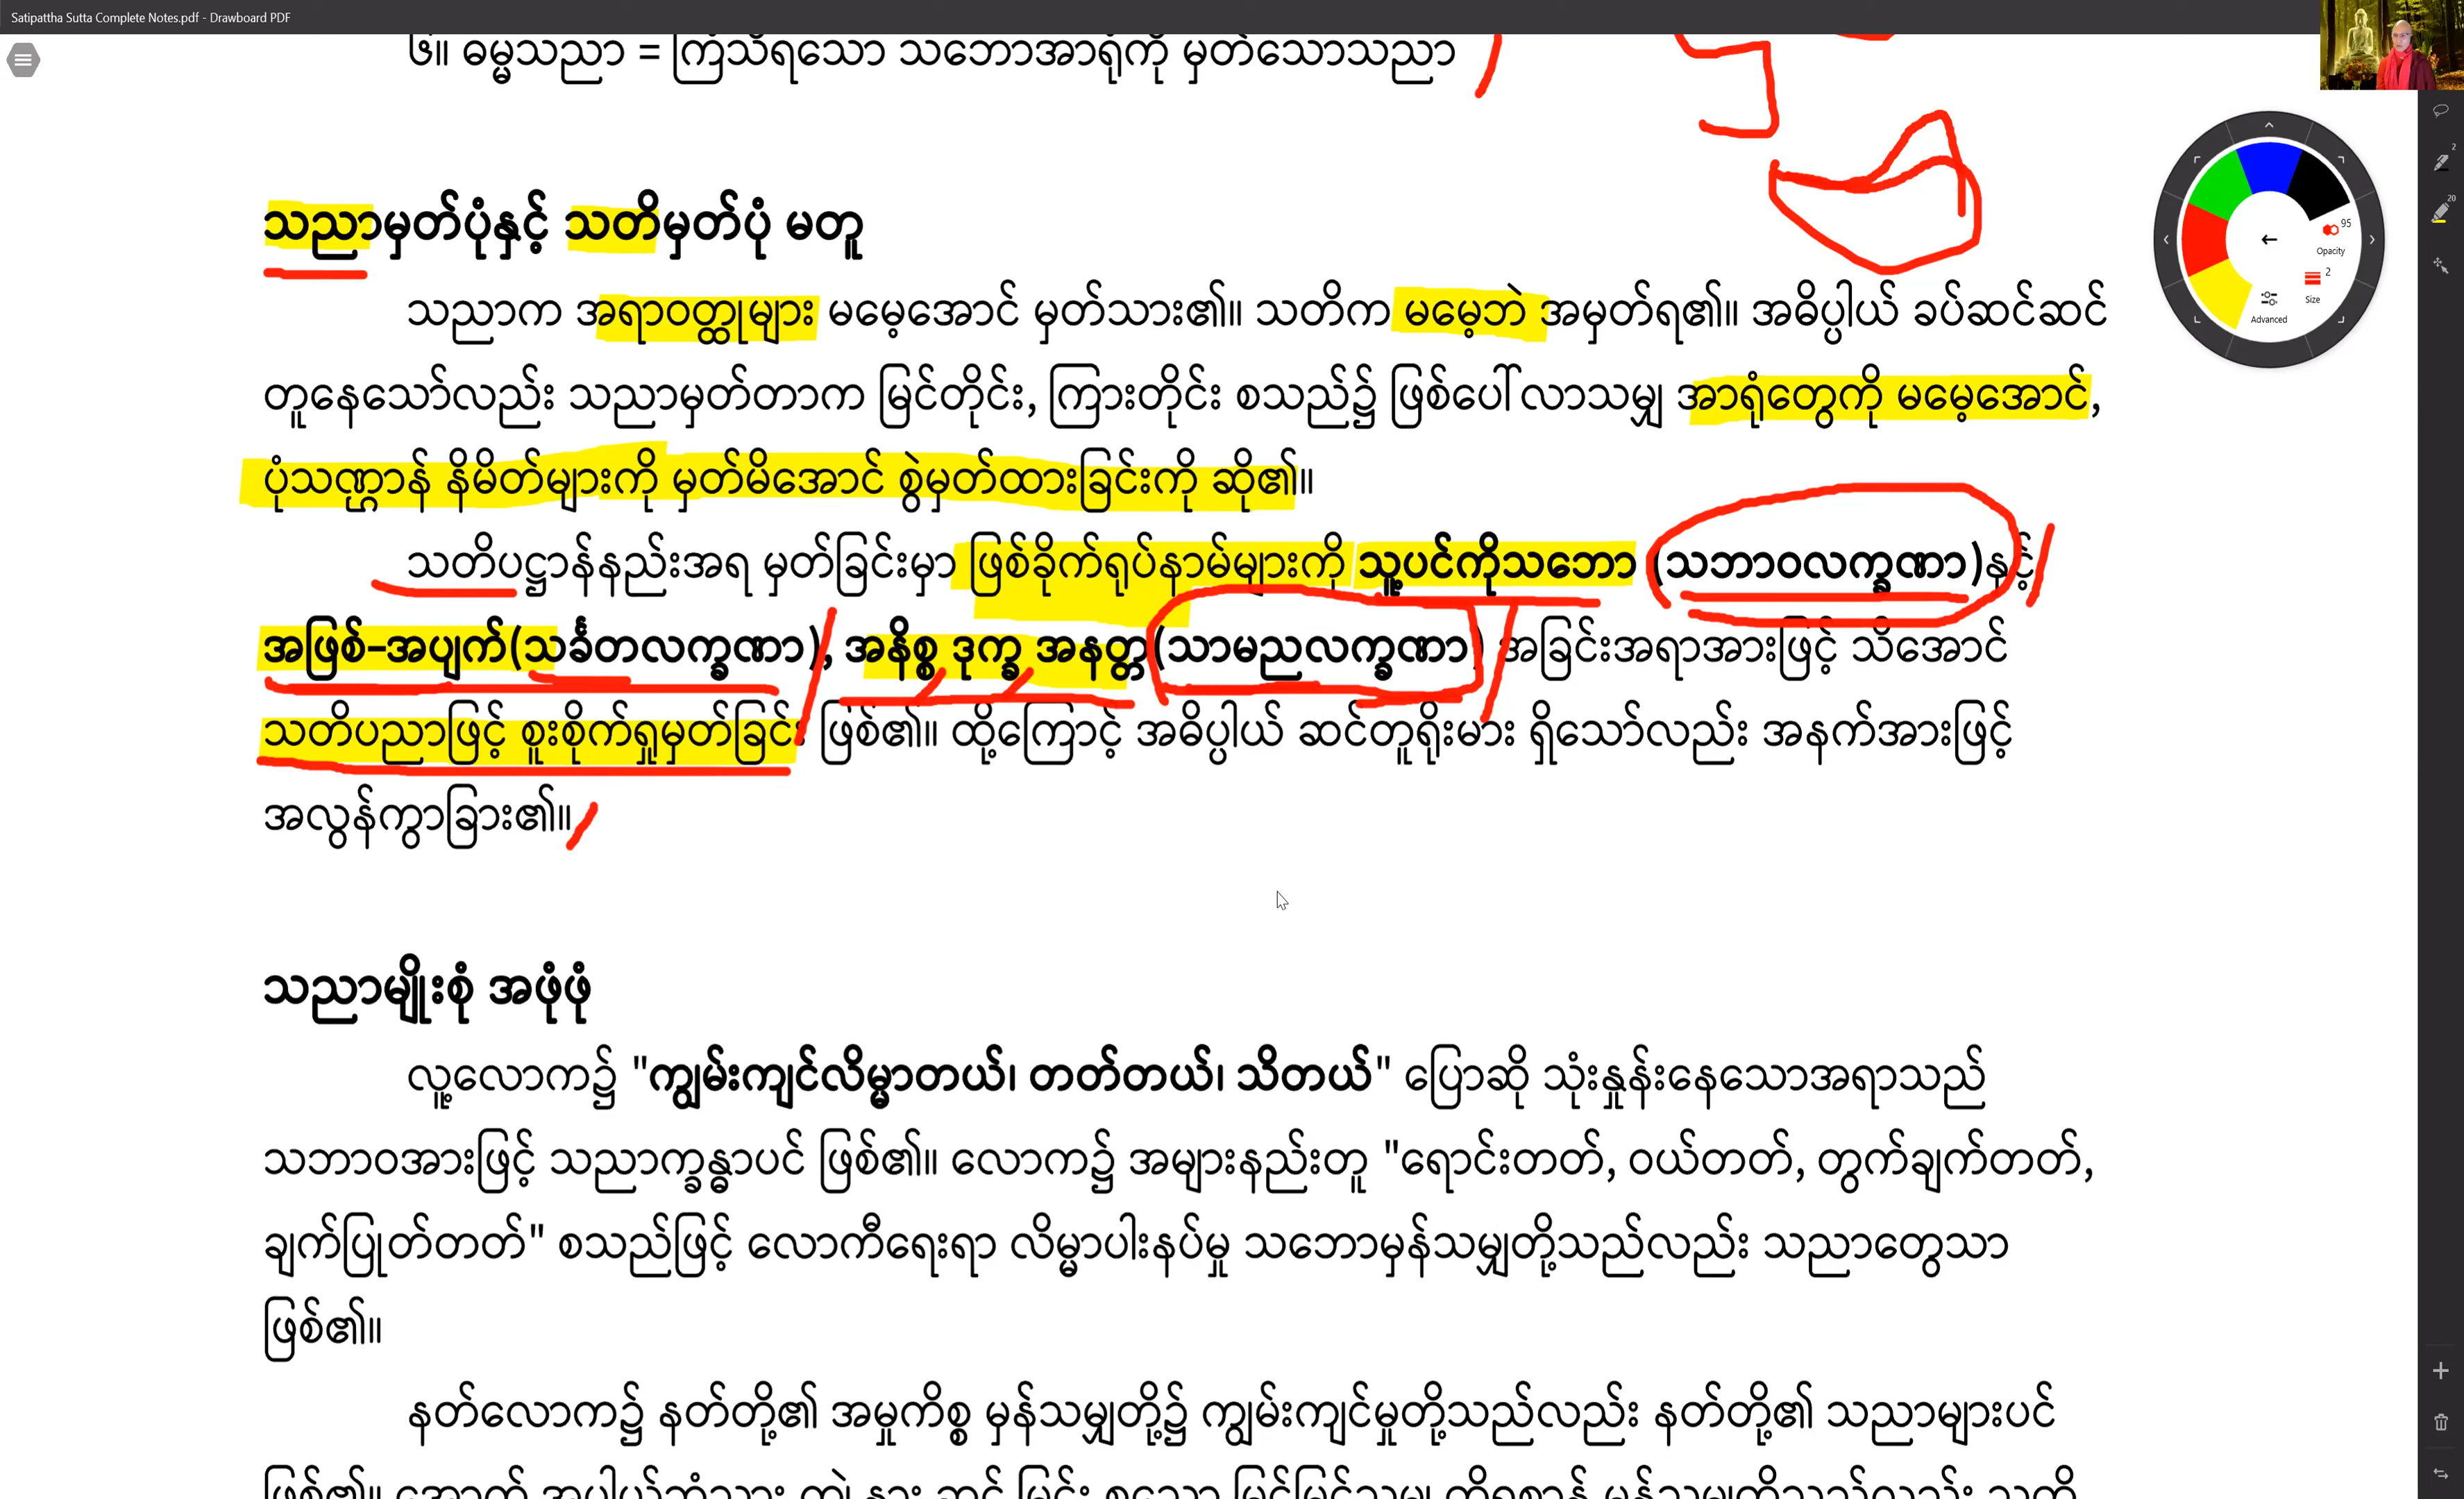 Satipattha Sutta Complete Notes.pdf - Drawboard PDF
၆။ ဓမ္မသညာ = ကြံသိရသော သဘောအာရုံကို မှတ်သောသညာ
သညာမှတ်ပုံနှင့် သတိမှတ်ပုံ မတူ
သညာက အရာဝတ္ထုများ မမေ့အောင် မှတ်သား၏။ သတိက မမေ့ဘဲ အမှတ်ရ၏။ အဓိပ္ပါယ် ခပ်ဆင်ဆင်
တူနေသော်လည်း သညာမှတ်တာက မြင်တိုင်း, ကြားတိုင်း စသည်၌ ဖြစ်ပေါ်လာသမျှ အာရုံတွေကို မမေ့အောင်,
ပုံသဏ္ဌာန် နိမိတ်များကို မှတ်မိအောင် စွဲမှတ်ထားခြင်းကို ဆို၏။
သတိပဋ္ဌာန်နည်းအရ မှတ်ခြင်းမှာ ဖြစ်ခိုက်ရုပ်နာမ်များကို သူ့ပင်ကိုသဘော (သဘာဝလက္ခဏာ)နှင့်
အဖြစ်-အပျက်(သင်္ခတလက္ခဏာ), အနိစ္စ ဒုက္ခ အနတ္တ(သာမညလက္ခဏာ) အခြင်းအရာအားဖြင့် သိအောင်
သတိပညာဖြင့် စူးစိုက်ရှုမှတ်ခြင်း ဖြစ်၏။ ထို့ကြောင့် အဓိပ္ပါယ် ဆင်တူရိုးမား ရှိသော်လည်း အနက်အားဖြင့်
အလွန်ကွာခြား၏။
သညာမျိုးစုံ အဖုံဖုံ
လူ့လောက၌ "ကျွမ်းကျင်လိမ္မာတယ်၊ တတ်တယ်၊ သိတယ်" ပြောဆို သုံးနှုန်းနေသောအရာသည်
သဘာဝအားဖြင့် သညာက္ခန္ဓာပင် ဖြစ်၏။ လောက၌ အများနည်းတူ "ရောင်းတတ်, ဝယ်တတ်, တွက်ချက်တတ်,
ချက်ပြုတ်တတ်" စသည်ဖြင့် လောကီရေးရာ လိမ္မာပါးနပ်မှု သဘောမှန်သမျှတို့သည်လည်း သညာတွေသာ
ဖြစ်၏။
နတ်လောက၌ နတ်တို့၏ အမှုကိစ္စ မှန်သမျှတို့၌ ကျွမ်းကျင်မှုတို့သည်လည်း နတ်တို့၏ သညာများပင်
2
20
95
Opacity
2
Size
Advanced